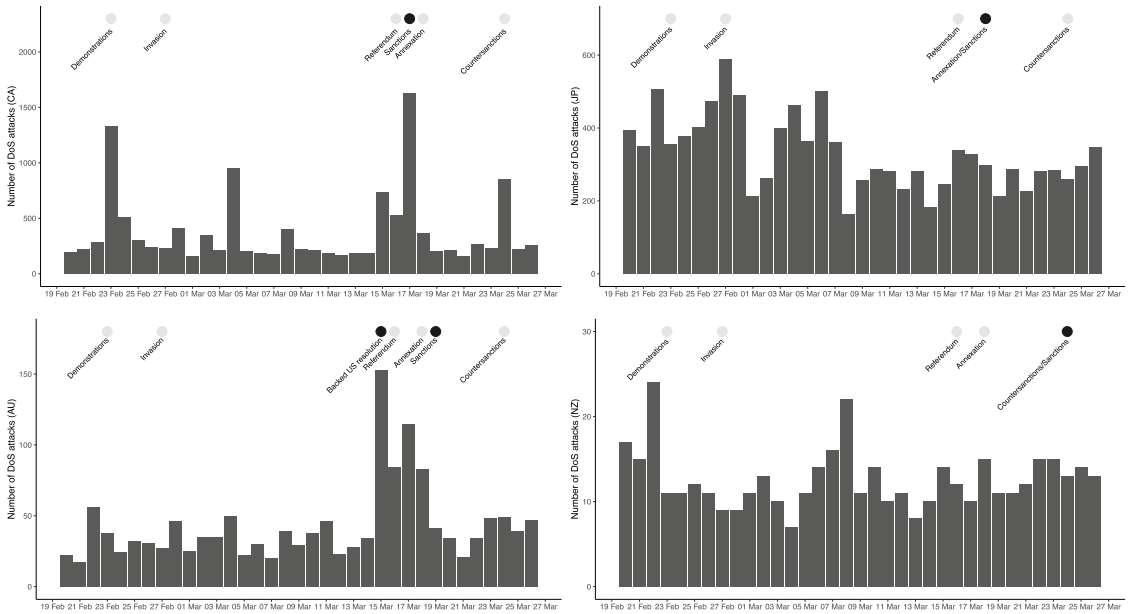 Number of DoS attacks (CA)
2000
1500
1000
500
0
Demonstrations
Invasion
Referendum
Sanctions
Annexation
Countersanctions
19 Feb 21 Feb 23 Feb 25 Feb 27 Feb 01 Mar 03 Mar 05 Mar 07 Mar 09 Mar 11 Mar 13 Mar 15 Mar 17 Mar 19 Mar 21 Mar 23 Mar 25 Mar 27 Mar
Number of DoS attacks (JP)
600
400
200
0
Demonstrations
Invasion
Referendum
Annexation/Sanctions
Countersanctions
19 Feb 21 Feb 23 Feb 25 Feb 27 Feb 01 Mar 03 Mar 05 Mar 07 Mar 09 Mar 11 Mar 13 Mar 15 Mar 17 Mar 19 Mar 21 Mar 23 Mar 25 Mar 27 Mar
Number of DoS attacks (AU)
150
100
50
0
Demonstrations
Invasion
Backed US resolution
Referendum
Annexation
Sanctions
Countersanctions
19 Feb 21 Feb 23 Feb 25 Feb 27 Feb 01 Mar 03 Mar 05 Mar 07 Mar 09 Mar 11 Mar 13 Mar 15 Mar 17 Mar 19 Mar 21 Mar 23 Mar 25 Mar 27 Mar
Number of DoS attacks (NZ)
30
20
10
0
Demonstrations
Invasion
Referendum
Annexation
Countersanctions/Sanctions
19 Feb 21 Feb 23 Feb 25 Feb 27 Feb 01 Mar 03 Mar 05 Mar 07 Mar 09 Mar 11 Mar 13 Mar 15 Mar 17 Mar 19 Mar 21 Mar 23 Mar 25 Mar 27 Mar